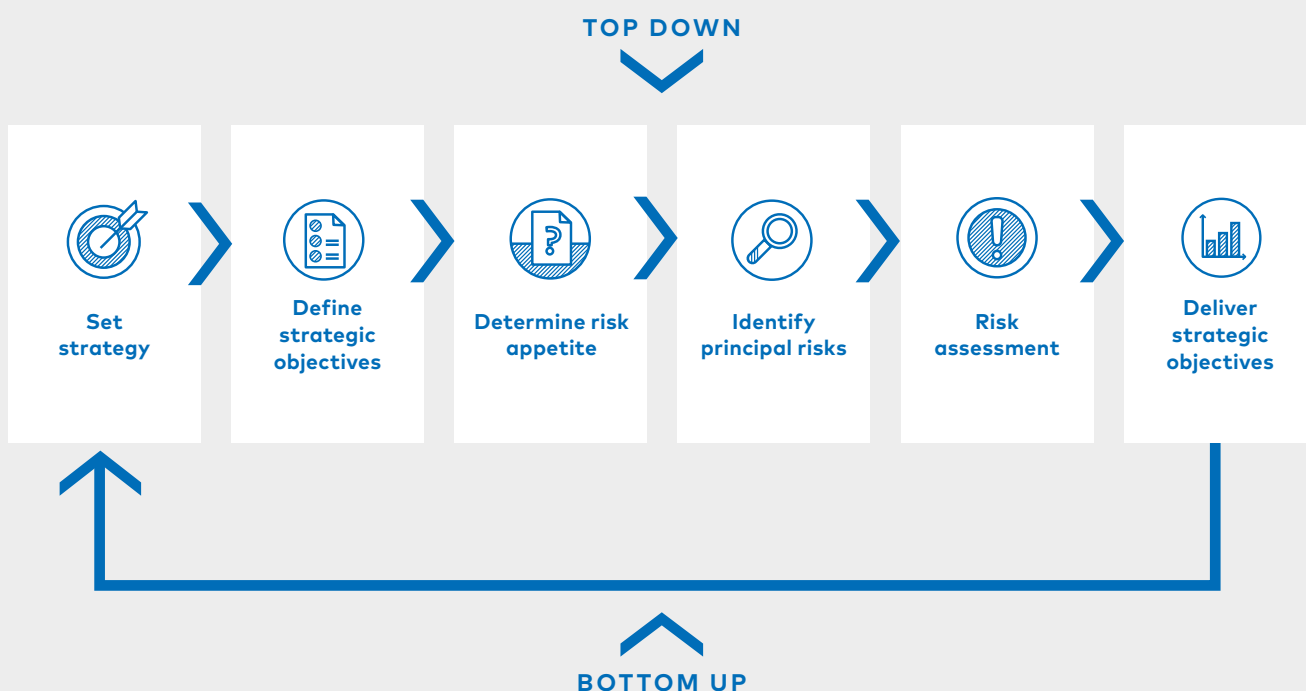 TOP DOWN
Set
strategy
Define
strategic
objectives
Determine risk
appetite
Identify
principal risks
Risk
assessment
Deliver
strategic
objectives
BOTTOM UP